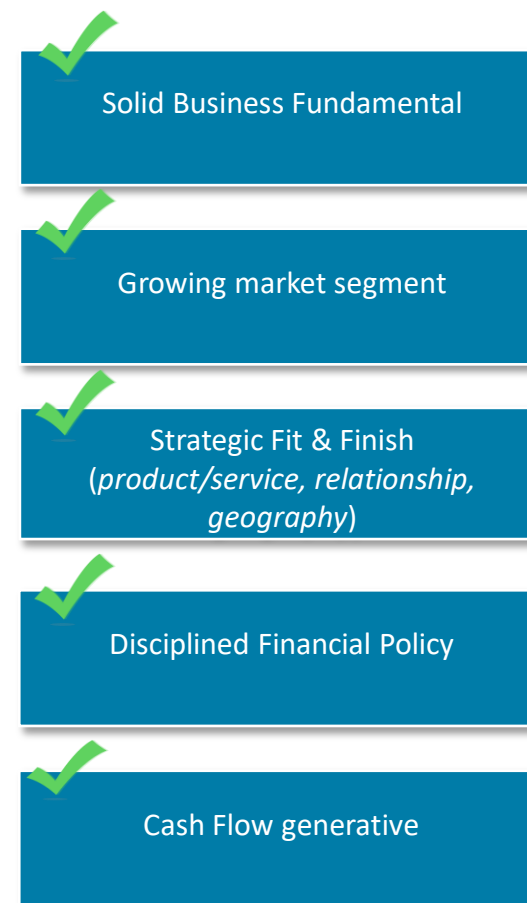 Solid Business Fundamental
Growing market segment
Strategic Fit & Finish
(product/service, relationship,
geography)
Disciplined Financial Policy
Cash Flow generative